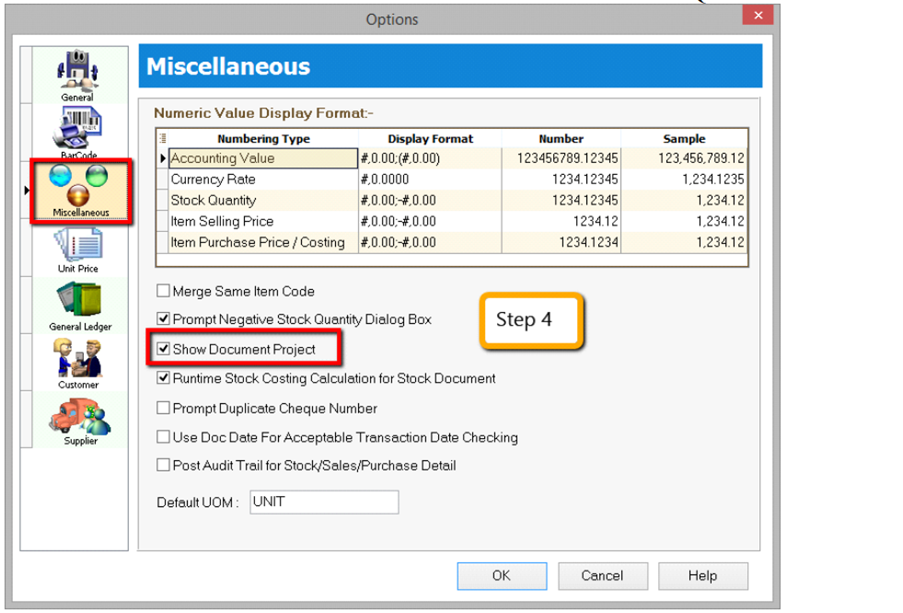 Options
Miscellaneous
General
BarCode
Miscellaneous
Unit Price
General Ledger
Customer
Supplier
Numeric Value Display Format:-
Numbering Type Display Format Number Sample
Accounting Value #,0.00;(#,0.00) 123456789.12345 123,456,789.12
Currency Rate #,0.0000 1234.12345 1,234.1235
Stock Quantity #,0.00;-#,0.00 1234.12345 1,234.12
Item Selling Price #,0.00;-#,0.00 1234.12 1,234.12
Item Purchase Price / Costing #,0.00;-#,0.00 1234.1234 1,234.12
Merge Same Item Code
Prompt Negative Stock Quantity Dialog Box
Step 4
Show Document Project
Runtime Stock Costing Calculation for Stock Document
Prompt Duplicate Cheque Number
Use Doc Date For Acceptable Transaction Date Checking
Post Audit Trail for Stock/Sales/Purchase Detail
Default UOM : UNIT
OK Cancel Help